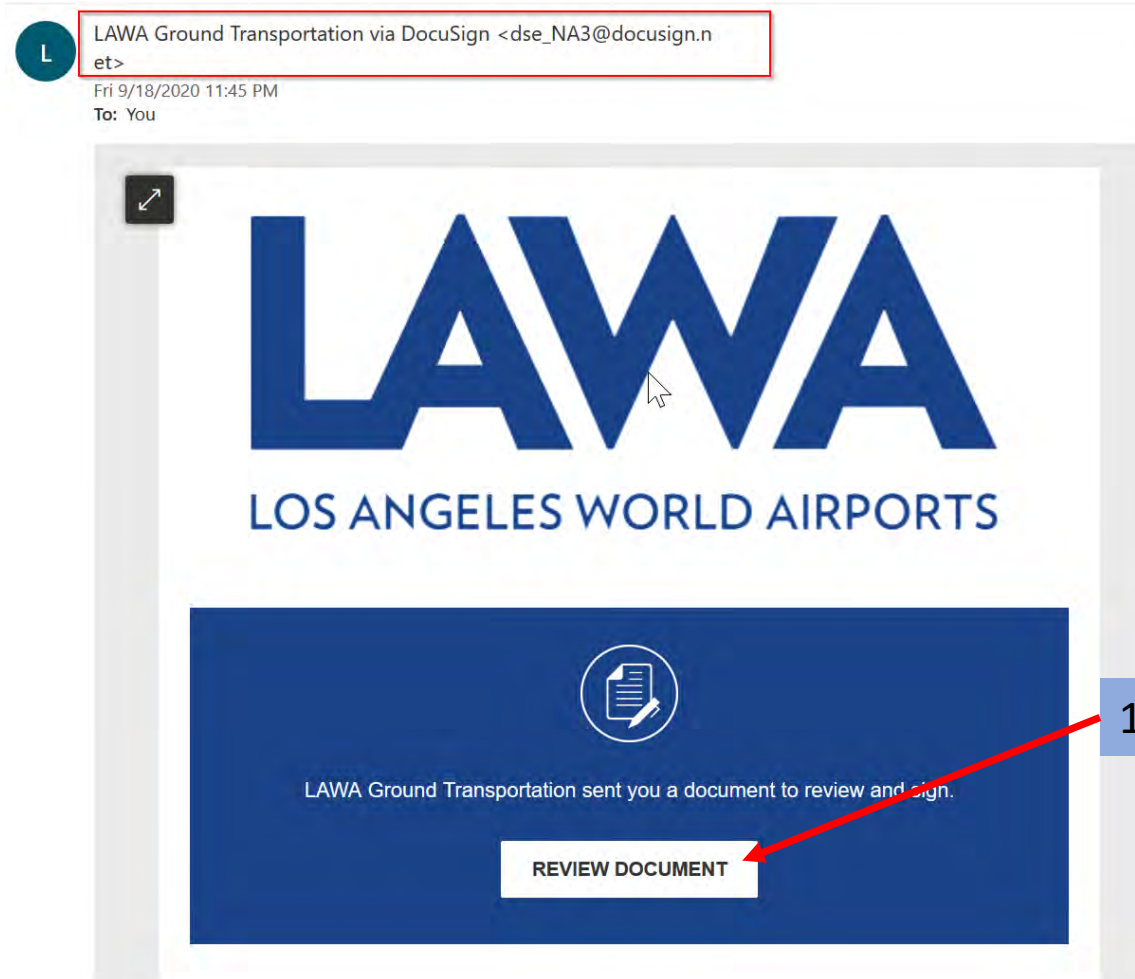 L
LAWA Ground Transportation via DocuSign <dse_NA3@docusign.n
et>
Fri 9/18/2020 11:45 PM
To: You
LAWA
LOS ANGELES WORLD AIRPORTS
1
LAWA Ground Transportation sent you a document to review and sign.
REVIEW DOCUMENT